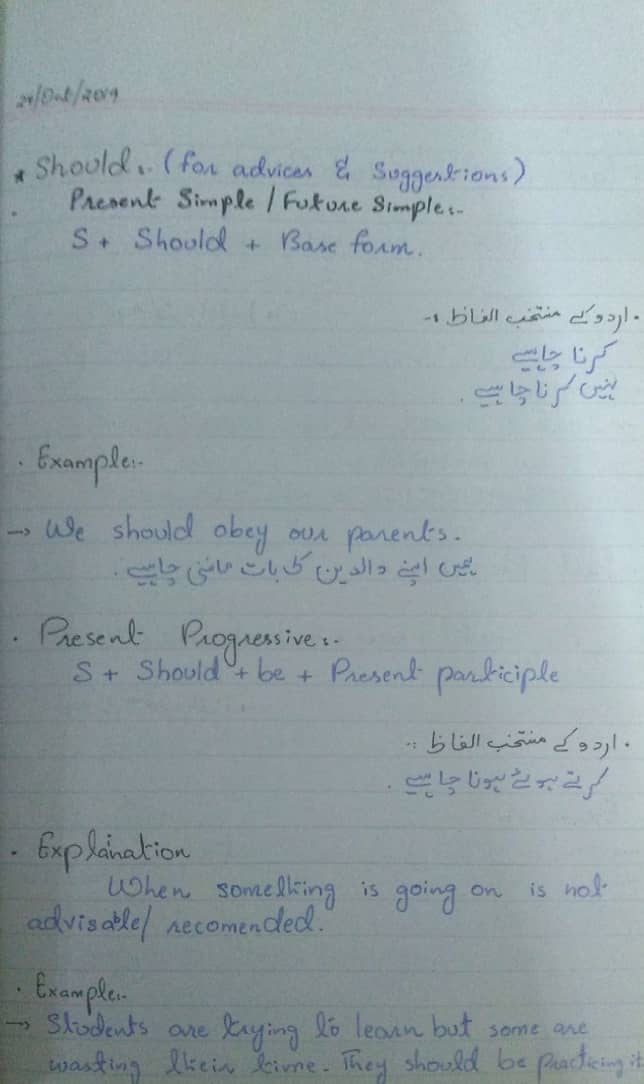 24/Oct/2019
* Should:. (for advices & suggestions)
. Present Simple / Future Simple:-
S + Should + Base form.
. اردو کے منتخب الفاظ :-
کرنا چاہیے
نہیں کرنا چاہیے .
. Example:-
→ We should obey our parents.
ہمیں اپنے والدین کی بات ماننی چاہیے .
. Present Progressive:-
S + Should + be + Present participle
. اردو کے منتخب الفاظ :-
کرتے ہوئے ہونا چاہیے .
. Explaination
When something is going on is not
advisable/ recomended.
. Example:-
→ Students are trying to learn but some are
wasting their time. They should be practicing it